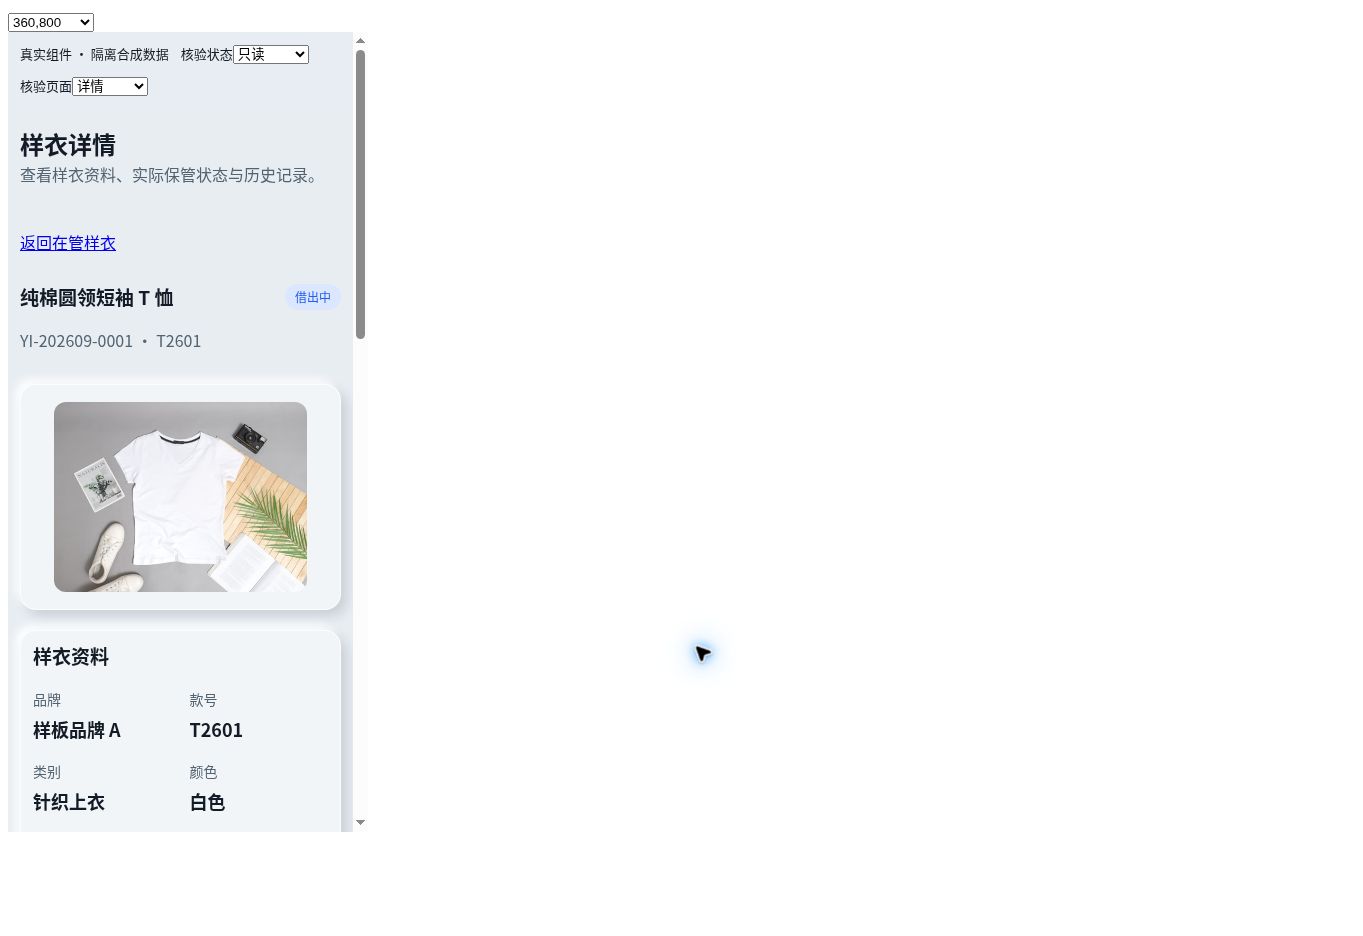 360,800
真实组件 · 隔离合成数据 核验状态 只读
核验页面 详情
样衣详情
查看样衣资料、实际保管状态与历史记录。
返回在管样衣
纯棉圆领短袖 T 恤 借出中
YI-202609-0001 · T2601
样衣资料
品牌 款号
样板品牌 A T2601
类别 颜色
针织上衣 白色